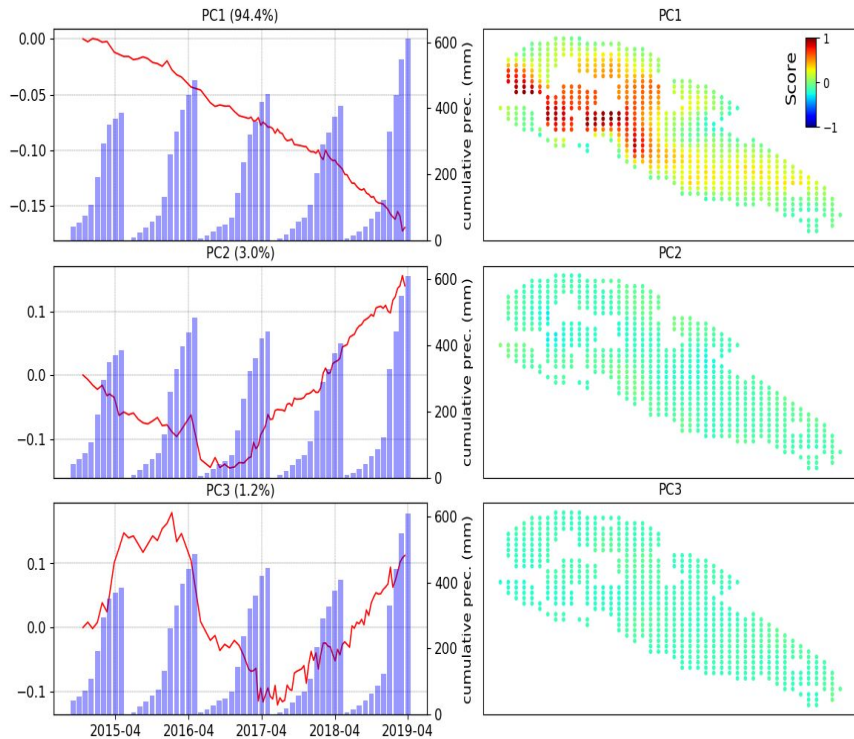 PC1 (94.4%)
PC1
0.00
−0.05
−0.10
−0.15
600
400
200
0
cumulative prec. (mm)
Score
1
0
−1
PC2 (3.0%)
PC2
0.1
0.0
−0.1
600
400
200
0
cumulative prec. (mm)
PC3 (1.2%)
PC3
0.1
0.0
−0.1
600
400
200
0
cumulative prec. (mm)
2015-04 2016-04 2017-04 2018-04 2019-04